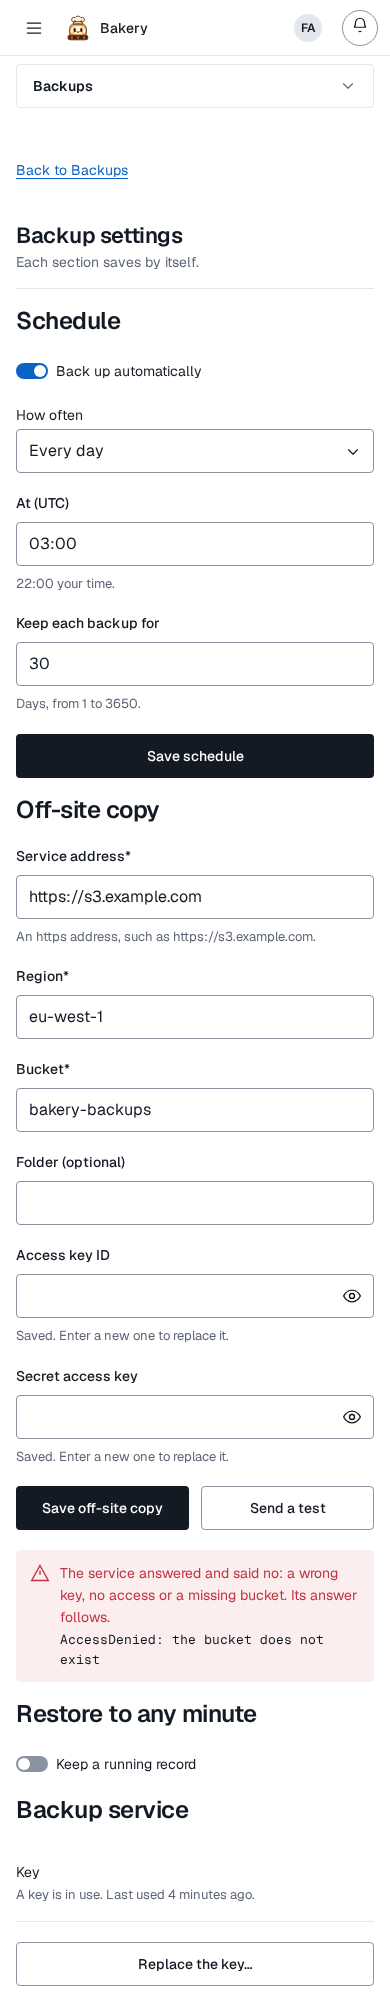 Bakery
FA
Backups
Back to Backups
Backup settings
Each section saves by itself.
Schedule
Back up automatically
How often
Every day
At (UTC)
03:00
22:00 your time.
Keep each backup for
30
Days, from 1 to 3650.
Save schedule
Off-site copy
Service address*
https://s3.example.com
An https address, such as https://s3.example.com.
Region*
eu-west-1
Bucket*
bakery-backups
Folder (optional)
Access key ID
Saved. Enter a new one to replace it.
Secret access key
Saved. Enter a new one to replace it.
Save off-site copy
Send a test
The service answered and said no: a wrong
key, no access or a missing bucket. Its answer
follows.
AccessDenied: the bucket does not
exist
Restore to any minute
Keep a running record
Backup service
Key
A key is in use. Last used 4 minutes ago.
Replace the key...